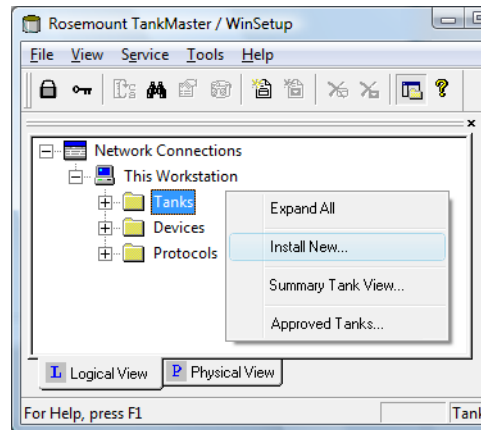 Rosemount TankMaster / WinSetup
File View Service Tools Help
Network Connections
This Workstation
Tanks
Devices
Protocols
Expand All
Install New...
Summary Tank View...
Approved Tanks...
L Logical View P Physical View
For Help, press F1
Tank